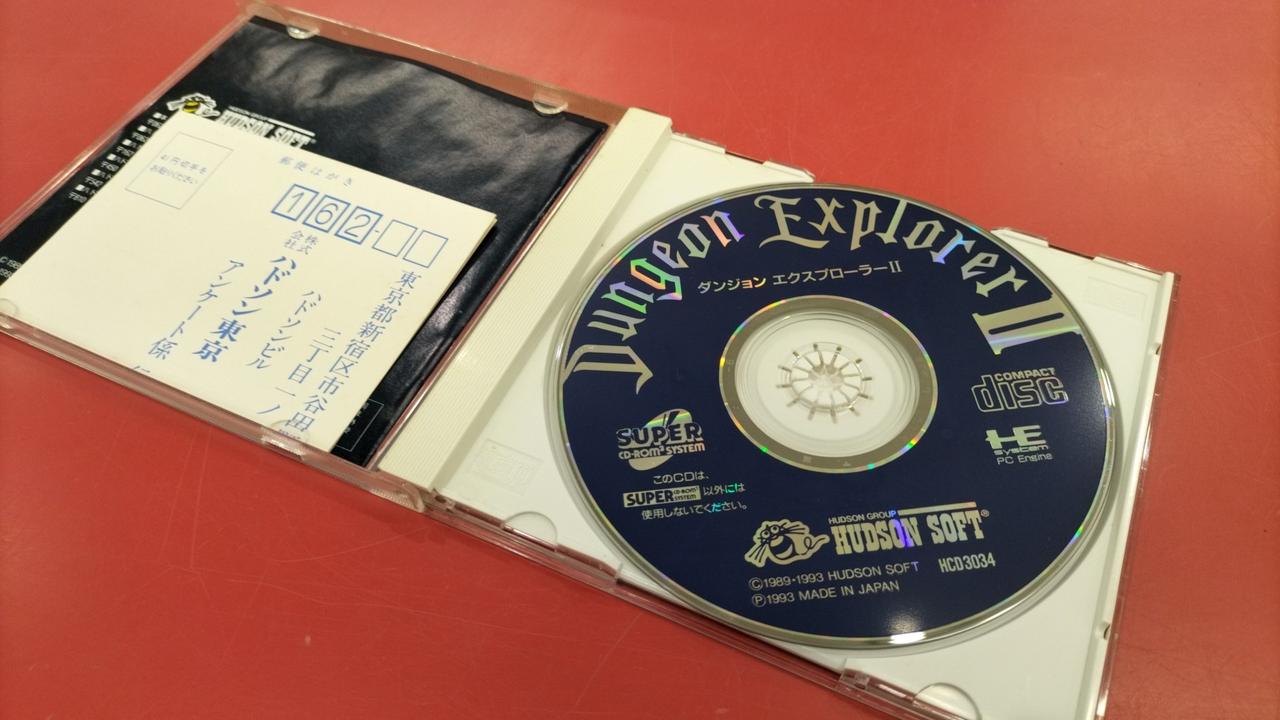 HUDSON GROUP
HUDSON SOFT
41円切手を
お貼りください
郵便はがき
162-
東京都新宿区市谷田
三丁目一ノ
ハドソンビル
株式
会社
ハドソン東京
アンケート係
Dungeon Explorer II
ダンジョン エクスプローラーII
COMPACT
disc
SUPER
CD-ROM² SYSTEM
HE
system
PC Engine
このCDは、
SUPER CD-ROM² SYSTEM 以外には
使用しないでください。
HUDSON GROUP
HUDSON SOFT®
HCD3034
©1989·1993 HUDSON SOFT
Ⓟ1993 MADE IN JAPAN